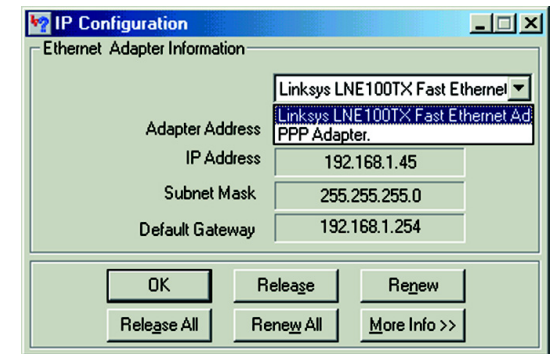 IP Configuration
Ethernet Adapter Information
Linksys LNE100TX Fast Ethernet
Linksys LNE100TX Fast Ethernet Ad
PPP Adapter.
Adapter Address
IP Address 192.168.1.45
Subnet Mask 255.255.255.0
Default Gateway 192.168.1.254
OK Release Renew
Release All Renew All More Info >>